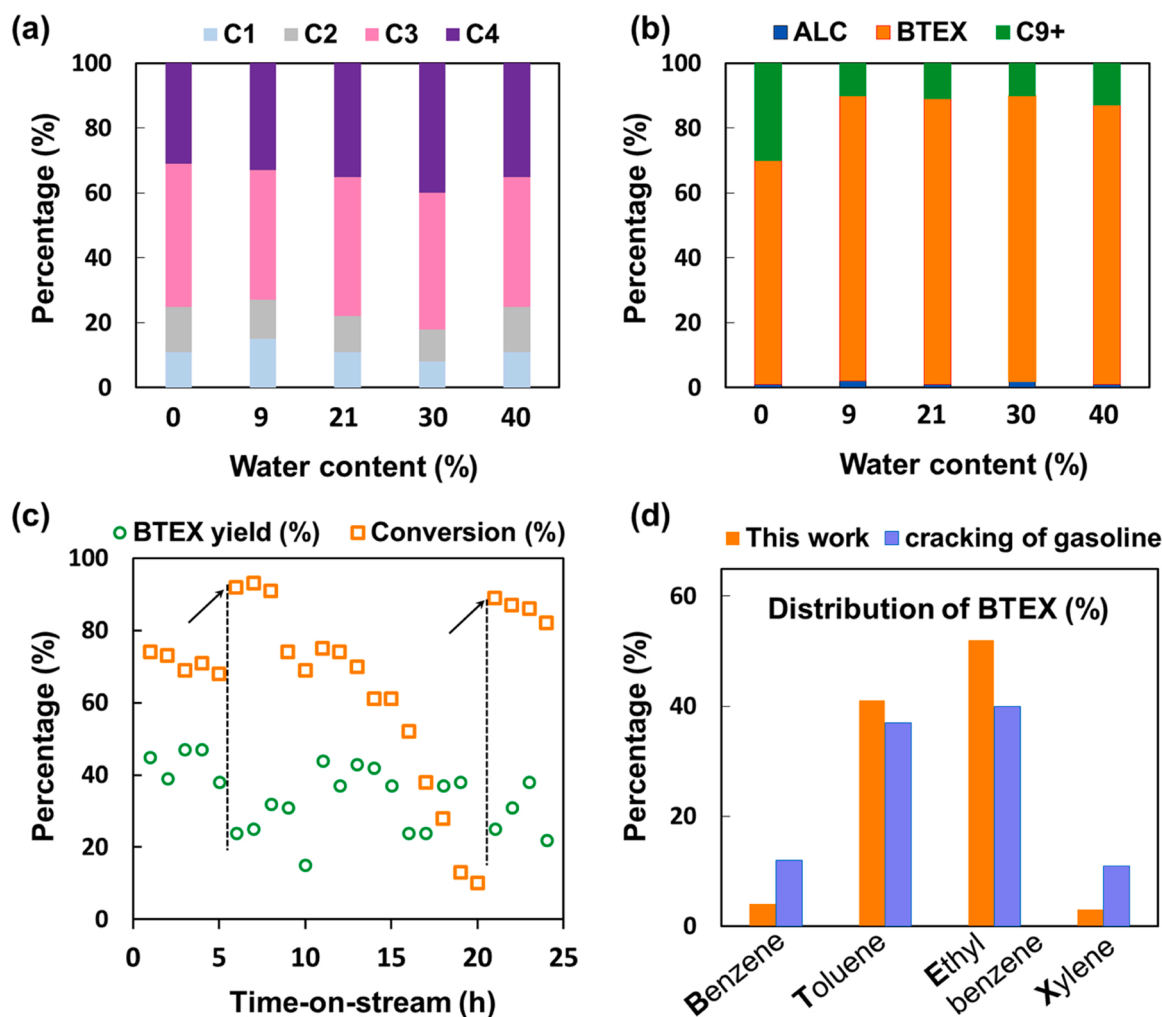 (a)
C1 C2 C3 C4
100
80
60
40
20
0
Percentage (%)
0 9 21 30 40
Water content (%)
(b)
ALC BTEX C9+
100
80
60
40
20
0
Percentage (%)
0 9 21 30 40
Water content (%)
(c)
BTEX yield (%) Conversion (%)
100
80
60
40
20
0
Percentage (%)
0 5 10 15 20 25
Time-on-stream (h)
(d)
This work cracking of gasoline
Distribution of BTEX (%)
60
40
20
0
Percentage (%)
Benzene
Toluene
Ethyl
benzene
Xylene